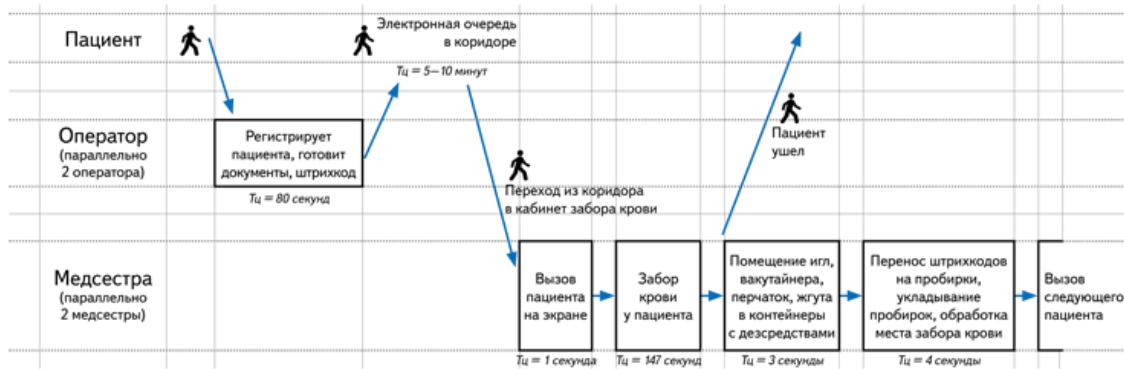 Пациент
Электронная очередь
в коридоре
Тц = 5—10 минут
Оператор
(параллельно
2 оператора)
Регистрирует
пациента, готовит
документы, штрихкод
Тц = 80 секунд
Пациент
ушел
Переход из коридора
в кабинет забора крови
Медсестра
(параллельно
2 медсестры)
Вызов
пациента
на экране
Тц = 1 секунда
Забор
крови
у пациента
Тц = 147 секунд
Помещение игл,
вакутайнера,
перчаток, жгута
в контейнеры
с дезсредствами
Тц = 3 секунды
Перенос штрихкодов
на пробирки,
укладывание
пробирок, обработка
места забора крови
Тц = 4 секунды
Вызов
следующего
пациента